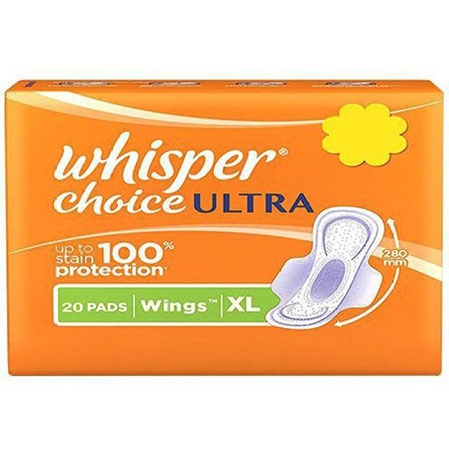 whisper®
choice ULTRA
up to
stain 100%
protection
20 PADS | Wings™ | XL
280
mm